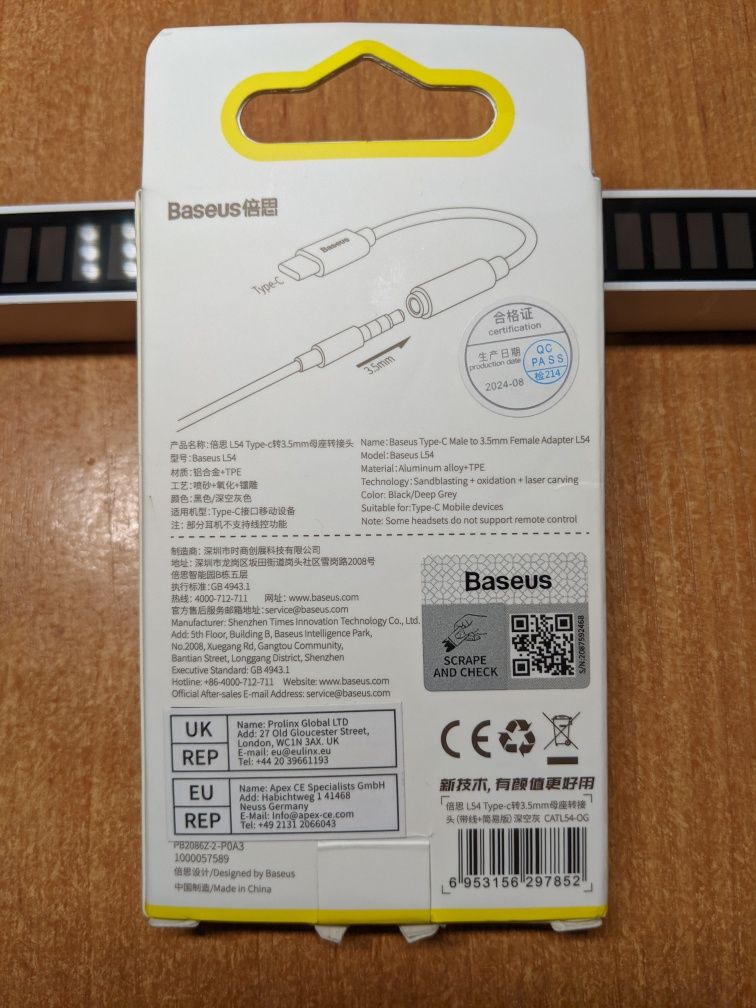 Baseus倍思
Baseus
Type-C
3.5mm
合格证
certification
生产日期
production date
2024-08
QC
PASS
检214
产品名称：倍思 L54 Type-c转3.5mm母座转接头
型号：Baseus L54
材质：铝合金+TPE
工艺：喷砂+氧化+镭雕
颜色：黑色/深空灰色
适用机型：Type-C接口移动设备
注：部分耳机不支持线控功能
Name: Baseus Type-C Male to 3.5mm Female Adapter L54
Model: Baseus L54
Material: Aluminum alloy+TPE
Technology: Sandblasting + oxidation + laser carving
Color: Black/Deep Grey
Suitable for:Type-C Mobile devices
Note: Some headsets do not support remote control
制造商：深圳市时商创展科技有限公司
地址：深圳市龙岗区坂田街道岗头社区雪岗路2008号
倍思智能园B栋五层
执行标准：GB 4943.1
热线：4000-712-711 网址：www.baseus.com
官方售后服务邮箱地址：service@baseus.com
Manufacturer: Shenzhen Times Innovation Technology Co., Ltd.
Add: 5th Floor, Building B, Baseus Intelligence Park,
No.2008, Xuegang Rd, Gangtou Community,
Bantian Street, Longgang District, Shenzhen
Executive Standard: GB 4943.1
Hotline: +86-4000-712-711 Website: www.baseus.com
Official After-sales E-mail Address: service@baseus.com
Baseus
SCRAPE
AND CHECK
S/N:2087592468
UK
REP
Name: Prolinx Global LTD
Add: 27 Old Gloucester Street,
London, WC1N 3AX. UK
E-mail: eu@eulinx.eu
Tel: +44 20 39661193
EU
REP
Name: Apex CE Specialists GmbH
Add: Habichtweg 1 41468
Neuss Germany
E-Mail: Info@apex-ce.com
Tel: +49 2131 2066043
CE
新技术，有颜值更好用
倍思 L54 Type-c转3.5mm母座转接
头（带线+简易版）深空灰 CATL54-OG
6 953156 297852
PB2086Z-2-P0A3
1000057589
倍思设计/Designed by Baseus
中国制造/Made in China